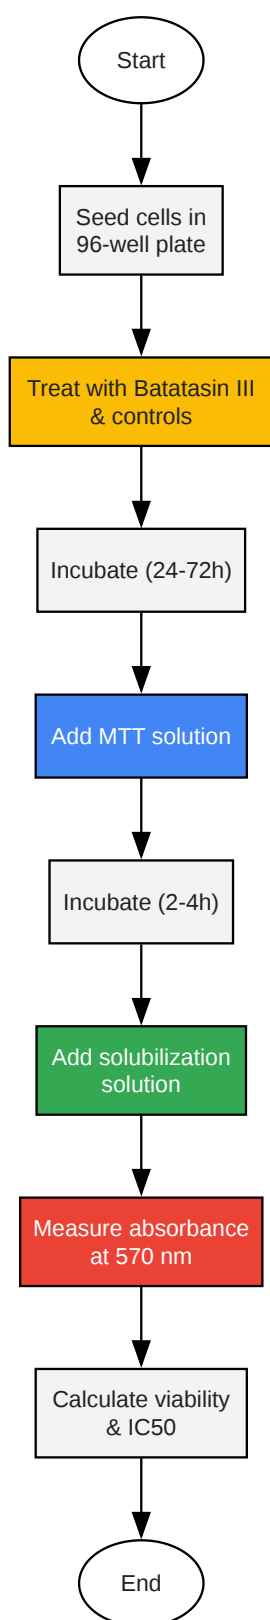 Start
Seed cells in
96-well plate
Treat with Batatasin III
& controls
Incubate (24-72h)
Add MTT solution
Incubate (2-4h)
Add solubilization
solution
Measure absorbance
at 570 nm
Calculate viability
& IC50
End